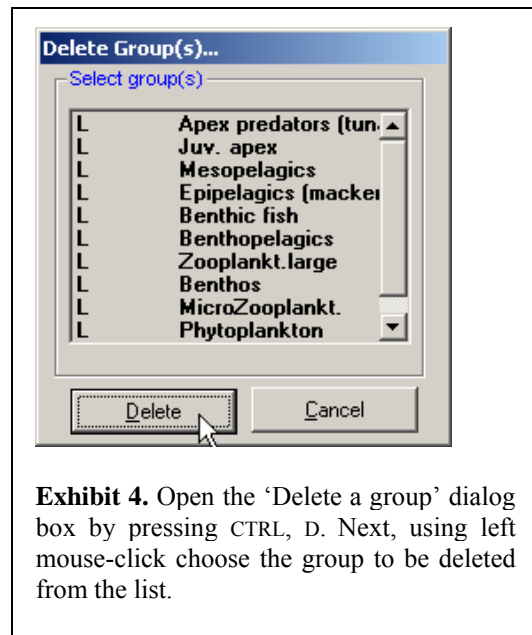 Delete Group(s)...
Select group(s)
L Apex predators (tun
L Juv. apex
L Mesopelagics
L Epipelagics (macker
L Benthic fish
L Benthopelagics
L Zooplankt.large
L Benthos
L MicroZooplankt.
L Phytoplankton
Delete Cancel
Exhibit 4. Open the ‘Delete a group’ dialog
box by pressing CTRL, D. Next, using left
mouse-click choose the group to be deleted
from the list.